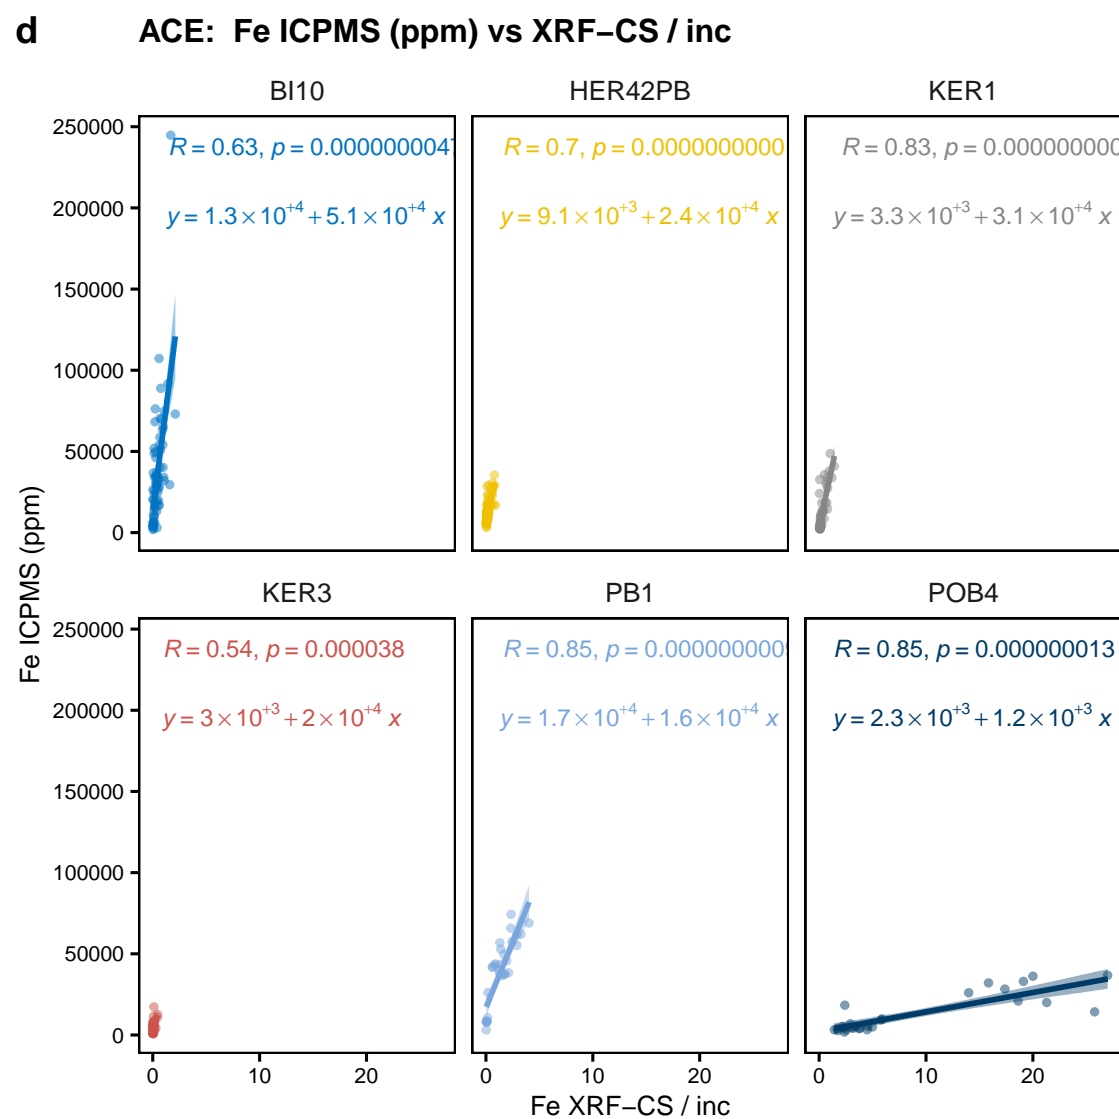 d ACE: Fe ICPMS (ppm) vs XRF−CS / inc
BI10 HER42PB KER1
R = 0.63, p = 0.000000004 R = 0.7, p = 0.0000000000 R = 0.83, p = 0.000000000
y = 1.3 × 10⁺⁴ + 5.1 × 10⁺⁴ x y = 9.1 × 10⁺³ + 2.4 × 10⁺⁴ x y = 3.3 × 10⁺³ + 3.1 × 10⁺⁴ x
250000
200000
150000
100000
50000
0
Fe ICPMS (ppm)
KER3 PB1 POB4
R = 0.54, p = 0.000038 R = 0.85, p = 0.000000000 R = 0.85, p = 0.000000013
y = 3 × 10⁺³ + 2 × 10⁺⁴ x y = 1.7 × 10⁺⁴ + 1.6 × 10⁺⁴ x y = 2.3 × 10⁺³ + 1.2 × 10⁺³ x
250000
200000
150000
100000
50000
0
0 10 20 0 10 20 0 10 20
Fe XRF−CS / inc